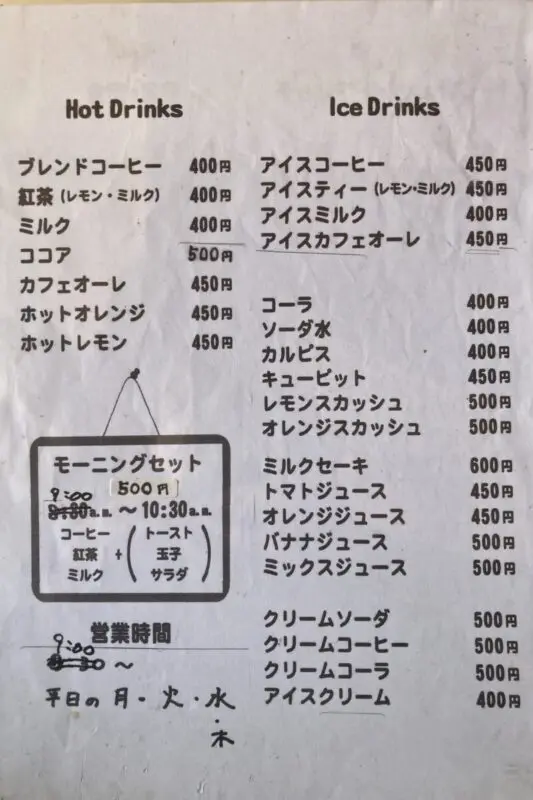 Hot Drinks
ブレンドコーヒー 400円
紅茶(レモン・ミルク) 400円
ミルク 400円
ココア 500円
カフェオーレ 450円
ホットオレンジ 450円
ホットレモン 450円
モーニングセット
500円
9:00
8:30a.m. 〜10:30a.m.
コーヒー
紅茶
ミルク
+
(トースト
玉子
サラダ)
営業時間
9:00
〜
平日の月・火・水
・木
Ice Drinks
アイスコーヒー 450円
アイスティー(レモン・ミルク) 450円
アイスミルク 400円
アイスカフェオーレ 450円
コーラ 400円
ソーダ水 400円
カルピス 400円
キューピット 450円
レモンスカッシュ 500円
オレンジスカッシュ 500円
ミルクセーキ 600円
トマトジュース 450円
オレンジジュース 450円
バナナジュース 500円
ミックスジュース 500円
クリームソーダ 500円
クリームコーヒー 500円
クリームコーラ 500円
アイスクリーム 400円